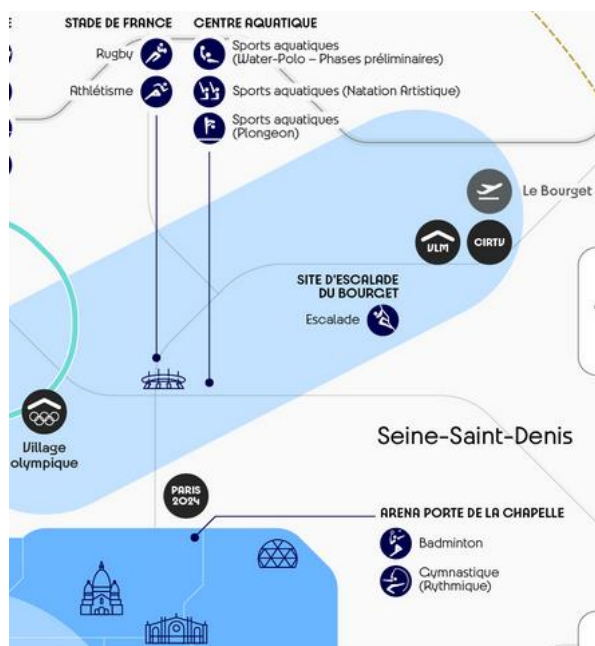 STADE DE FRANCE
Rugby
Athlétisme
CENTRE AQUATIQUE
Sports aquatiques
(Water-Polo – Phases préliminaires)
Sports aquatiques (Natation Artistique)
Sports aquatiques
(Plongeon)
Le Bourget
VLM
CIRTV
SITE D'ESCALADE
DU BOURGET
Escalade
Village
olympique
Seine-Saint-Denis
PARIS
2024
ARENA PORTE DE LA CHAPELLE
Badminton
Gymnastique
(Rythmique)